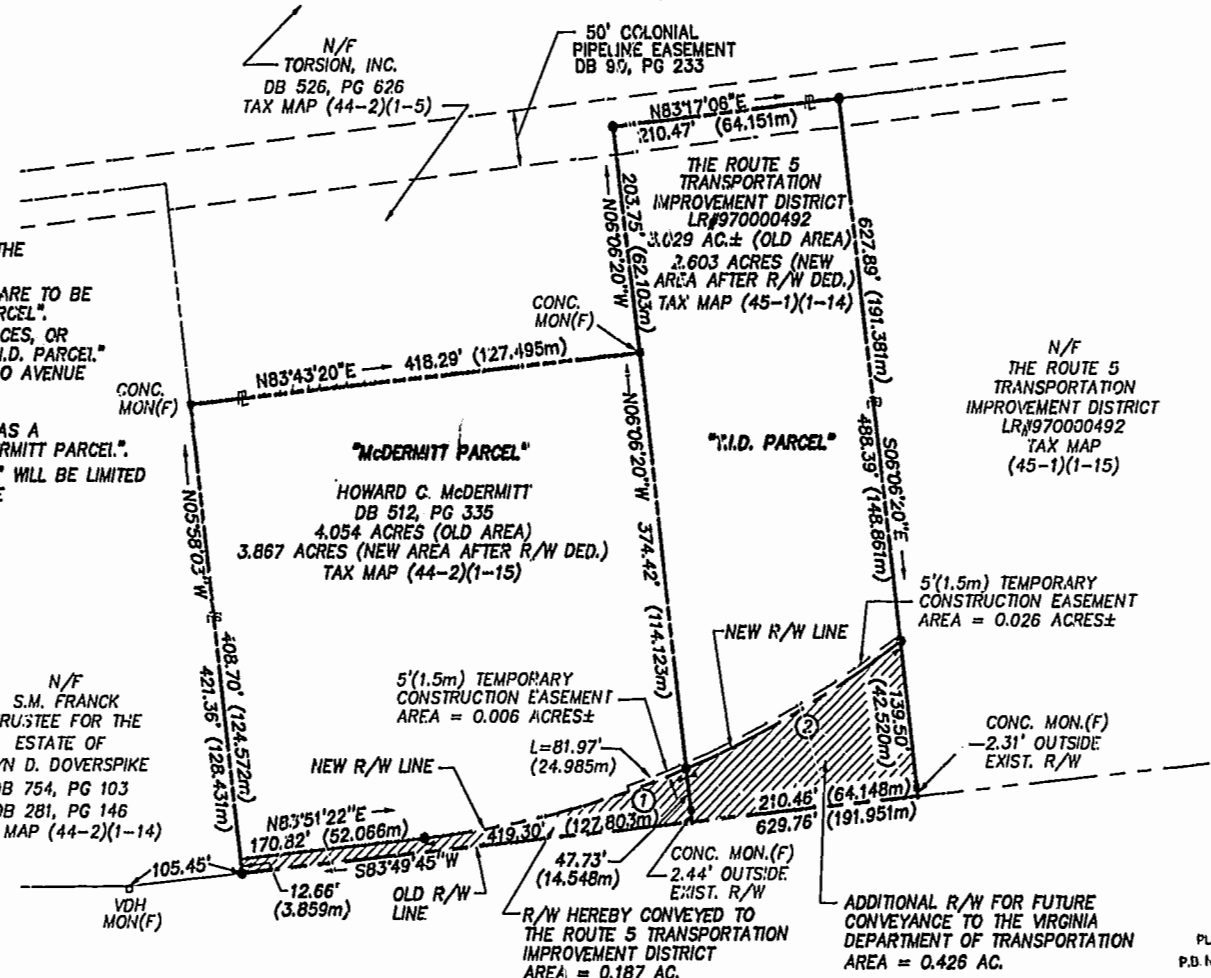 N/F
TORSION, INC.
DB 526, PG 626
TAX MAP (44-2)(1-5)
50' COLONIAL
PIPELINE EASEMENT
DB 90, PG 233
N83°17'06"E
210.47' (64.151m)
THE ROUTE 5
TRANSPORTATION
IMPROVEMENT DISTRICT
LR#970000492
3.029 AC.± (OLD AREA)
2.603 ACRES (NEW
AREA AFTER R/W DED.)
TAX MAP (45-1)(1-14)
203.75' (62.103m)
N06°06'20"W
627.89' (191.381m)
488.39' (148.861m)
S06°06'20"E
THE
ARE TO BE
CES, OR
O AVENUE
AS A
" WILL BE LIMITED
CONC.
MON(F)
CONC.
MON(F)
N83°43'20"E 418.29' (127.495m)
N/F
THE ROUTE 5
TRANSPORTATION
IMPROVEMENT DISTRICT
LR#970000492
TAX MAP
(45-1)(1-15)
"McDERMITT PARCEL"
HOWARD C. McDERMITT
DB 512, PG 335
4.054 ACRES (OLD AREA)
3.867 ACRES (NEW AREA AFTER R/W DED.)
TAX MAP (44-2)(1-15)
"T.I.D. PARCEL"
N06°06'20"W 374.42' (114.123m)
N05°58'03"W
408.70' (124.572m)
421.36' (128.431m)
5'(1.5m) TEMPORARY
CONSTRUCTION EASEMENT
AREA = 0.026 ACRES±
NEW R/W LINE
5'(1.5m) TEMPORARY
CONSTRUCTION EASEMENT
AREA = 0.006 ACRES±
L=81.97'
(24.985m)
N/F
S.M. FRANCK
RUSTEE FOR THE
ESTATE OF
YN D. DOVERSPIKE
DB 754, PG 103
DB 281, PG 146
MAP (44-2)(1-14)
NEW R/W LINE
139.50'
(42.520m)
CONC. MON.(F)
2.31' OUTSIDE
EXIST. R/W
1
2
N83°51'22"E
170.82' (52.066m)
419.30' (127.803m)
210.46' (64.148m)
629.76' (191.951m)
S83°49'45"W
105.45'
VDH
MON(F)
12.66'
(3.859m)
OLD R/W
LINE
47.73'
(14.548m)
CONC. MON.(F)
2.44' OUTSIDE
EXIST. R/W
R/W HEREBY CONVEYED TO
THE ROUTE 5 TRANSPORTATION
IMPROVEMENT DISTRICT
AREA = 0.187 AC.
ADDITIONAL R/W FOR FUTURE
CONVEYANCE TO THE VIRGINIA
DEPARTMENT OF TRANSPORTATION
AREA = 0.426 AC.